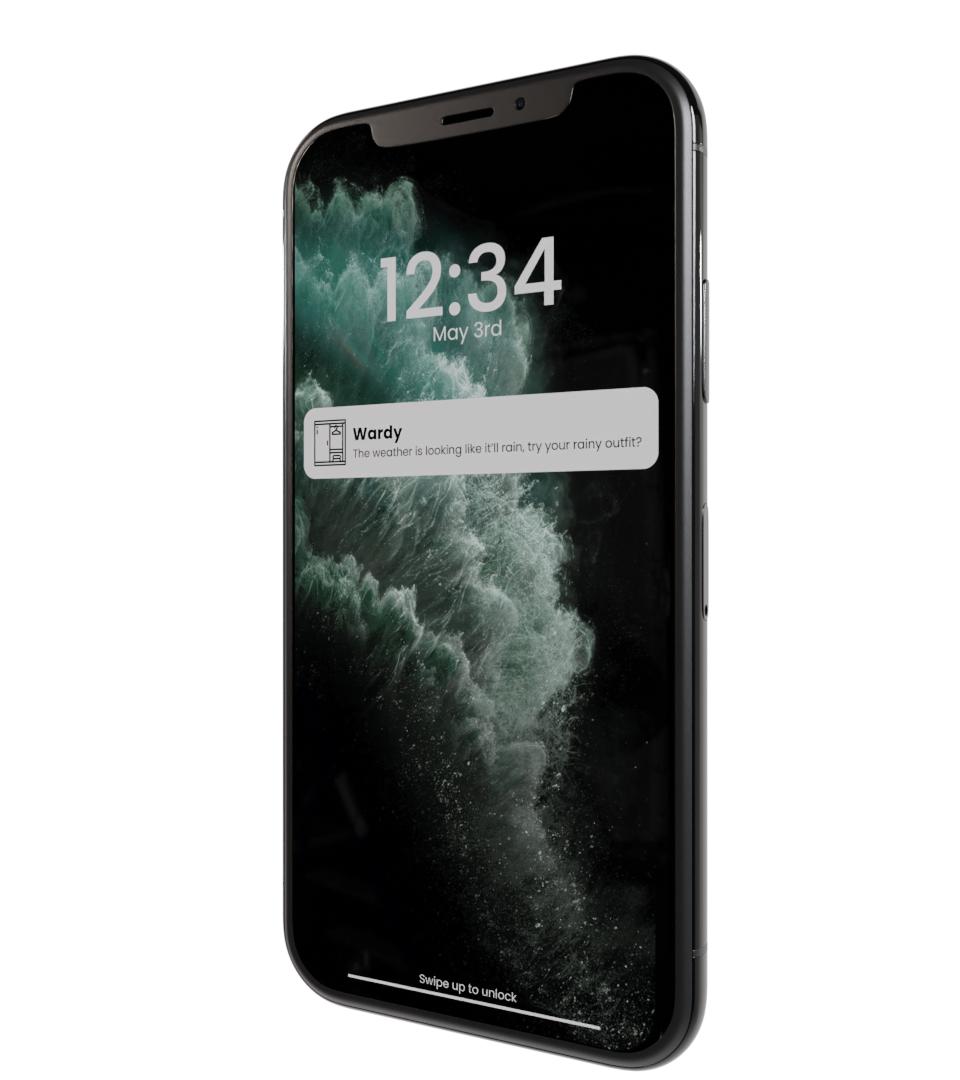 12:34
May 3rd
Wardy
The weather is looking like it'll rain, try your rainy outfit?
Swipe up to unlock